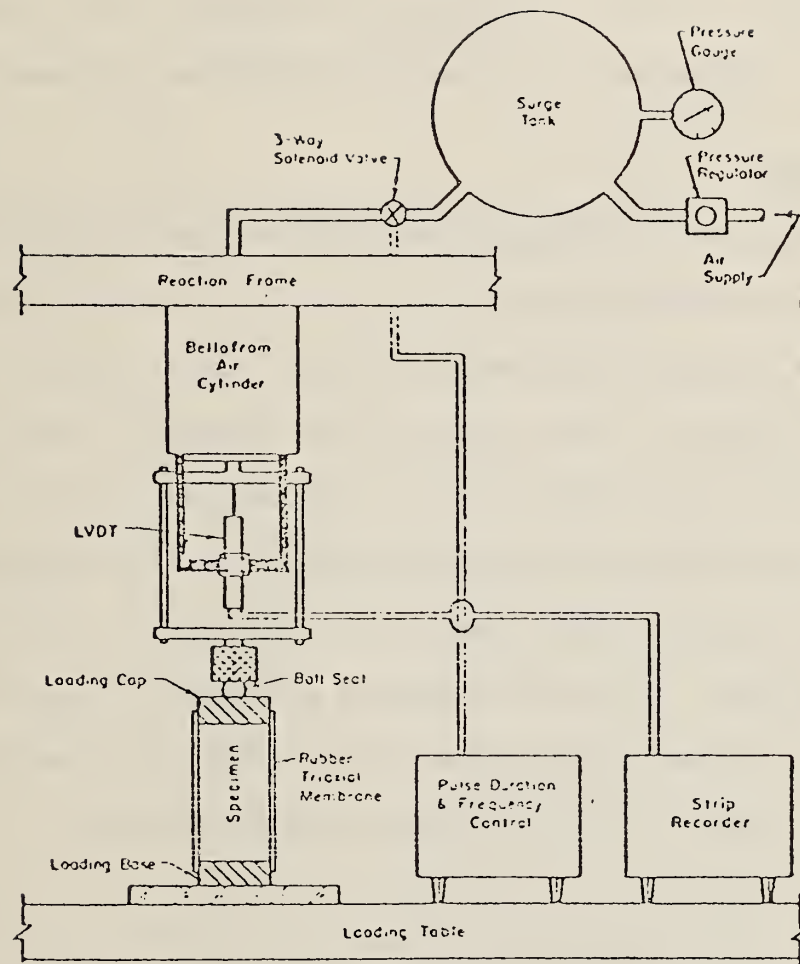 Pressure
Gauge
Surge
Tank
3-Way
Solenoid Valve
Pressure
Regulator
Air
Supply
Reaction Frame
Bellofrom
Air
Cylinder
LVDT
Loading Cap
Ball Seat
Specimen
Rubber
Triaxial
Membrane
Pulse Duration
& Frequency
Control
Strip
Recorder
Loading Base
Loading Table